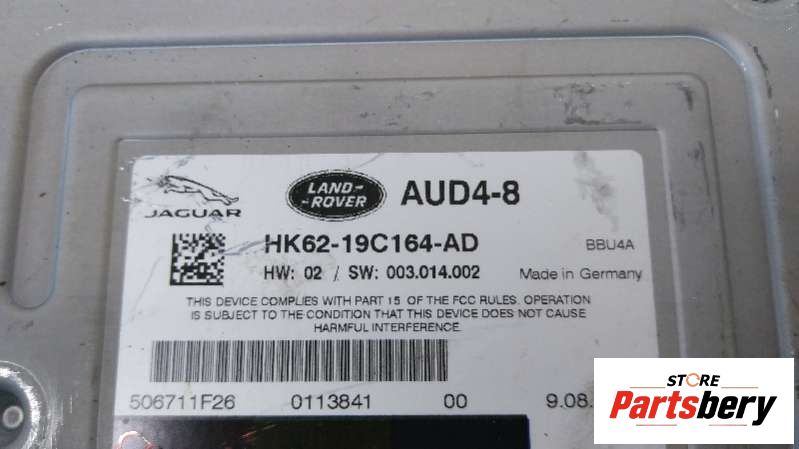 JAGUAR
LAND-
-ROVER
AUD4-8
HK62-19C164-AD
BBU4A
HW: 02 / SW: 003.014.002
Made in Germany
THIS DEVICE COMPLIES WITH PART 15 OF THE FCC RULES. OPERATION
IS SUBJECT TO THE CONDITION THAT THIS DEVICE DOES NOT CAUSE
HARMFUL INTERFERENCE.
506711F26 0113841 00 9.08.
STORE
Partsbery